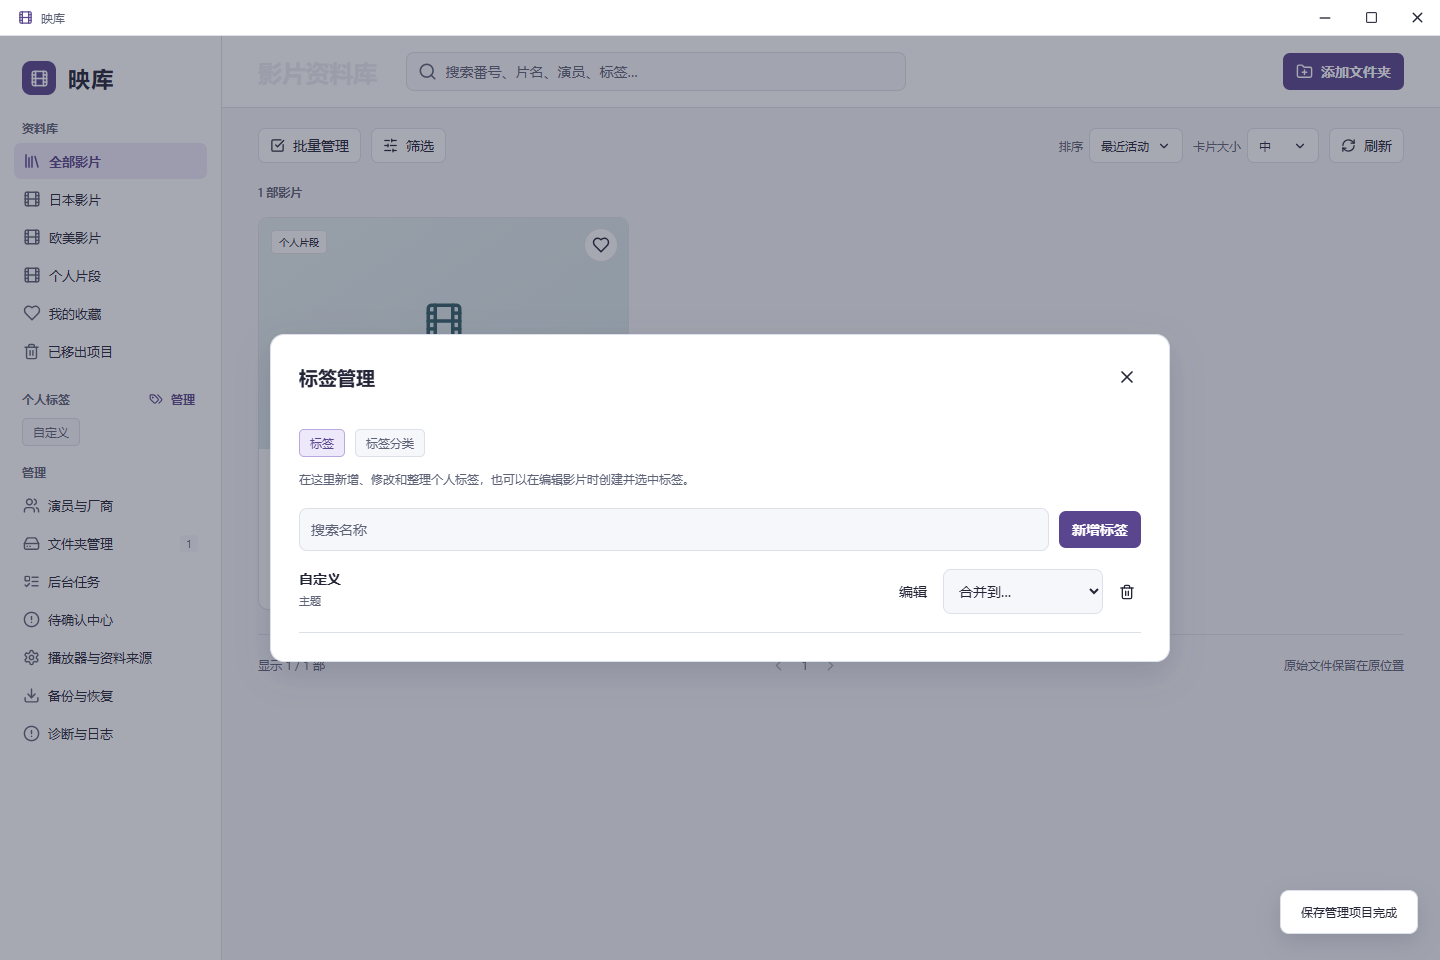 映库
映库
影片资料库
搜索番号、片名、演员、标签...
添加文件夹
资料库
全部影片
日本影片
欧美影片
个人片段
我的收藏
已移出项目
个人标签
管理
自定义
管理
演员与厂商
文件夹管理
1
后台任务
待确认中心
播放器与资料来源
备份与恢复
诊断与日志
批量管理
筛选
排序
最近活动
卡片大小
中
刷新
1 部影片
个人片段
标签管理
标签
标签分类
在这里新增、修改和整理个人标签，也可以在编辑影片时创建并选中标签。
搜索名称
新增标签
自定义
主题
编辑
合并到...
显示 1 / 1 部
1
原始文件保留在原位置
保存管理项目完成